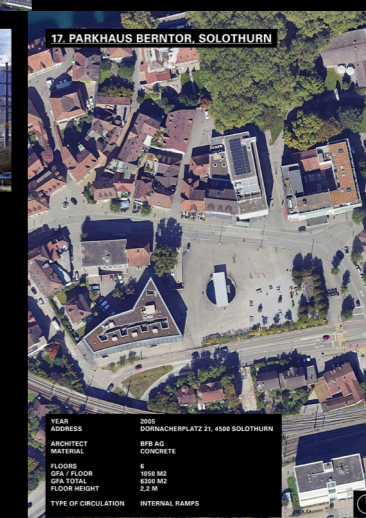 17. PARKHAUS BERNTOR, SOLOTHURN
YEAR 2005
ADDRESS DORNACHERPLATZ 21, 4500 SOLOTHURN
ARCHITECT BFB AG
MATERIAL CONCRETE
FLOORS 6
GFA / FLOOR 1050 M2
GFA TOTAL 6300 M2
FLOOR HEIGHT 2,2 M
TYPE OF CIRCULATION INTERNAL RAMPS